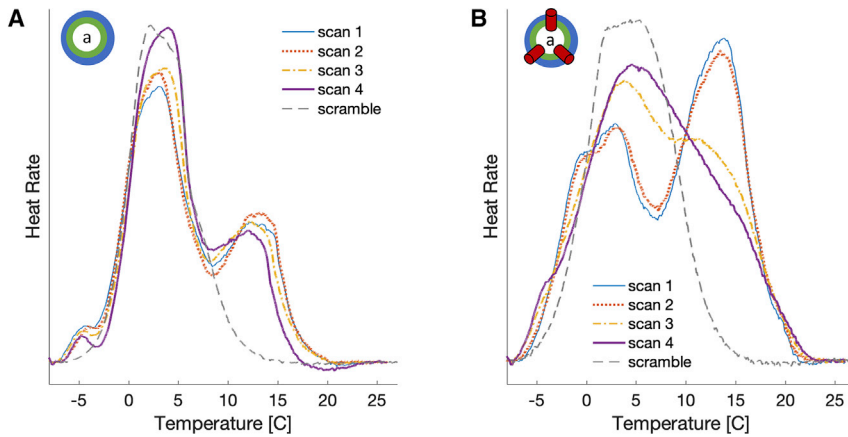 A
a
scan 1
scan 2
scan 3
scan 4
scramble
Heat Rate
-5 0 5 10 15 20 25
Temperature [C]
B
a
scan 1
scan 2
scan 3
scan 4
scramble
Heat Rate
-5 0 5 10 15 20 25
Temperature [C]